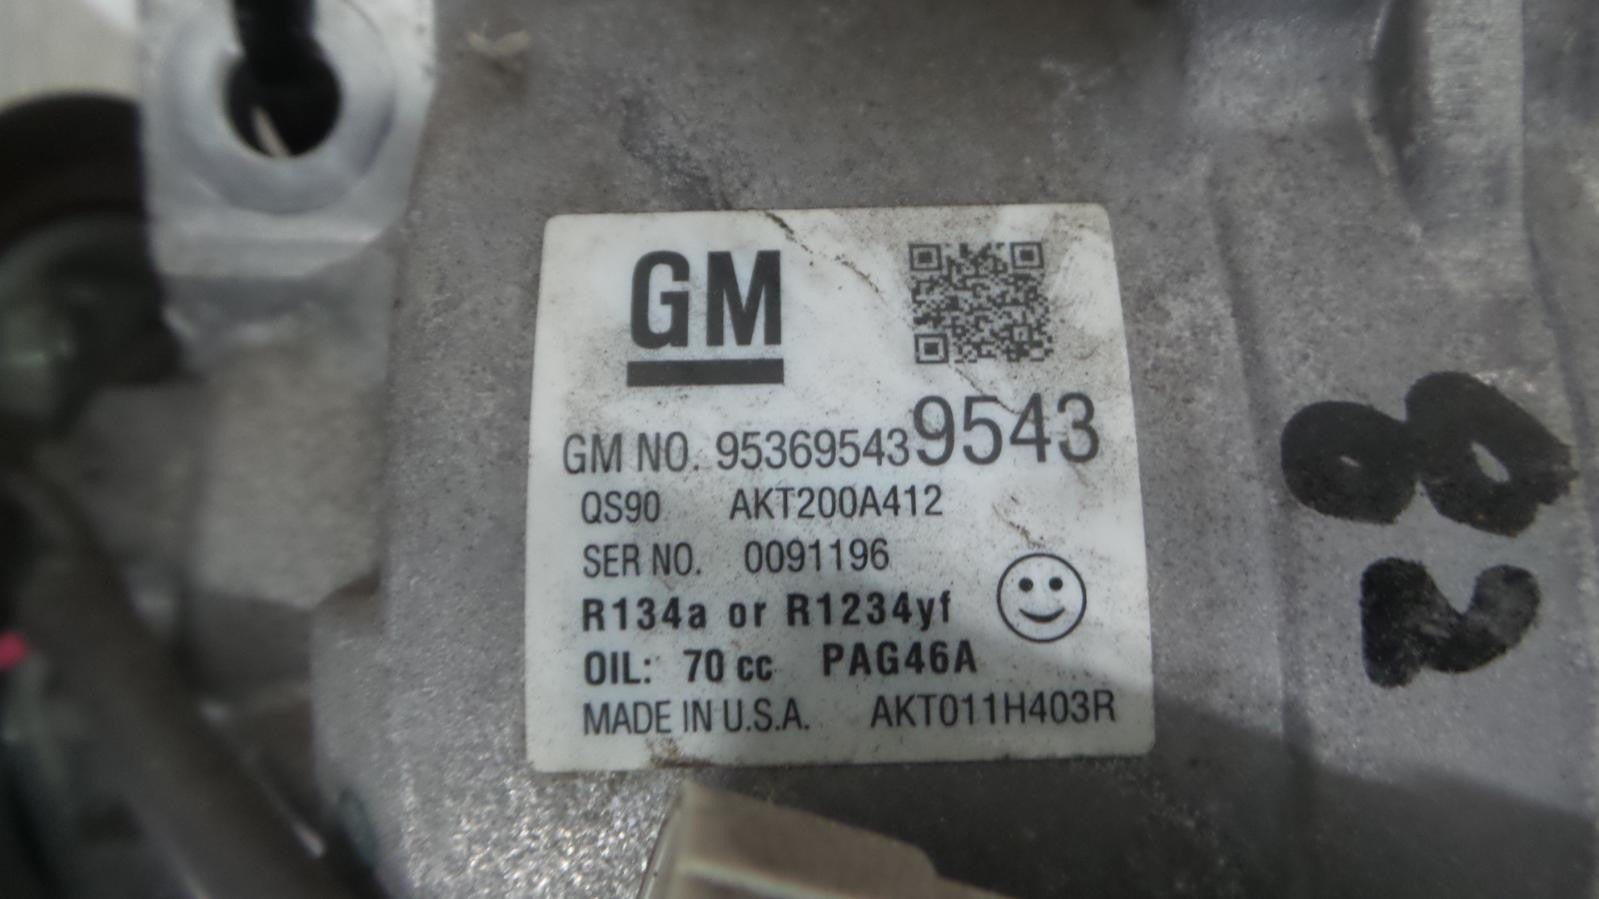 GM
GM NO. 95369543 9543
QS90 AKT200A412
SER NO. 0091196
R134a or R1234yf
OIL: 70 cc PAG46A
MADE IN U.S.A. AKT011H403R
28